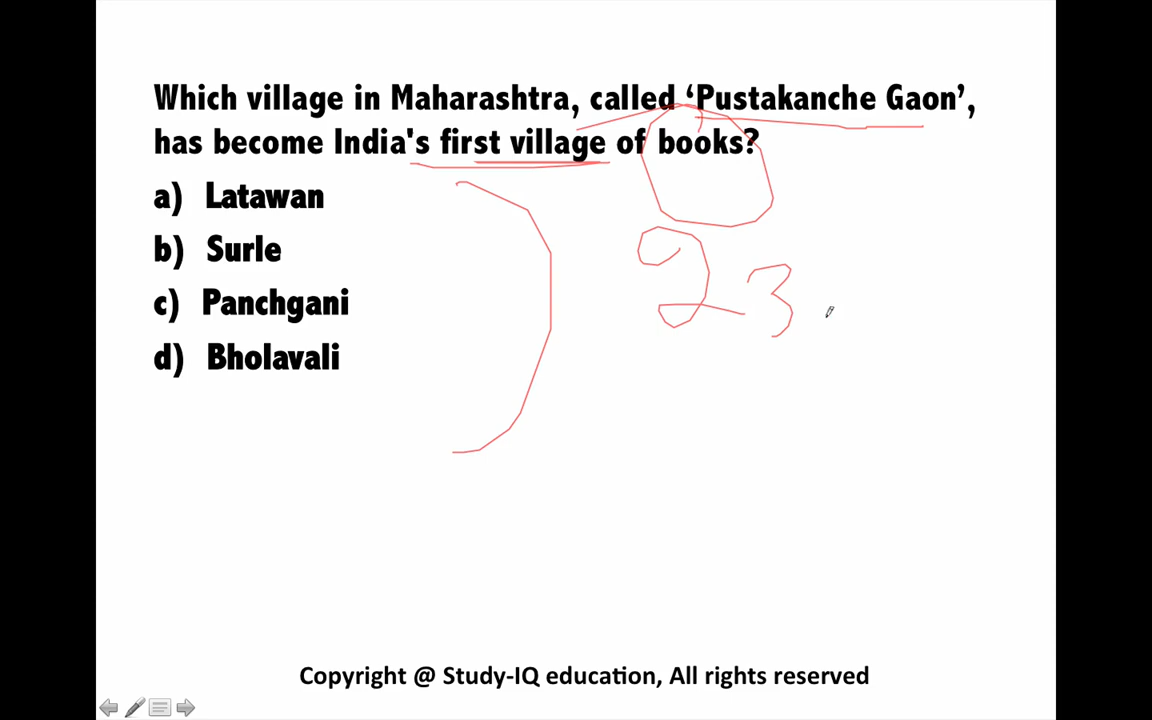 Which village in Maharashtra, called ‘Pustakanche Gaon’,
has become India's first village of books?
a) Latawan
b) Surle
c) Panchgani
d) Bholavali
23
Copyright @ Study-IQ education, All rights reserved